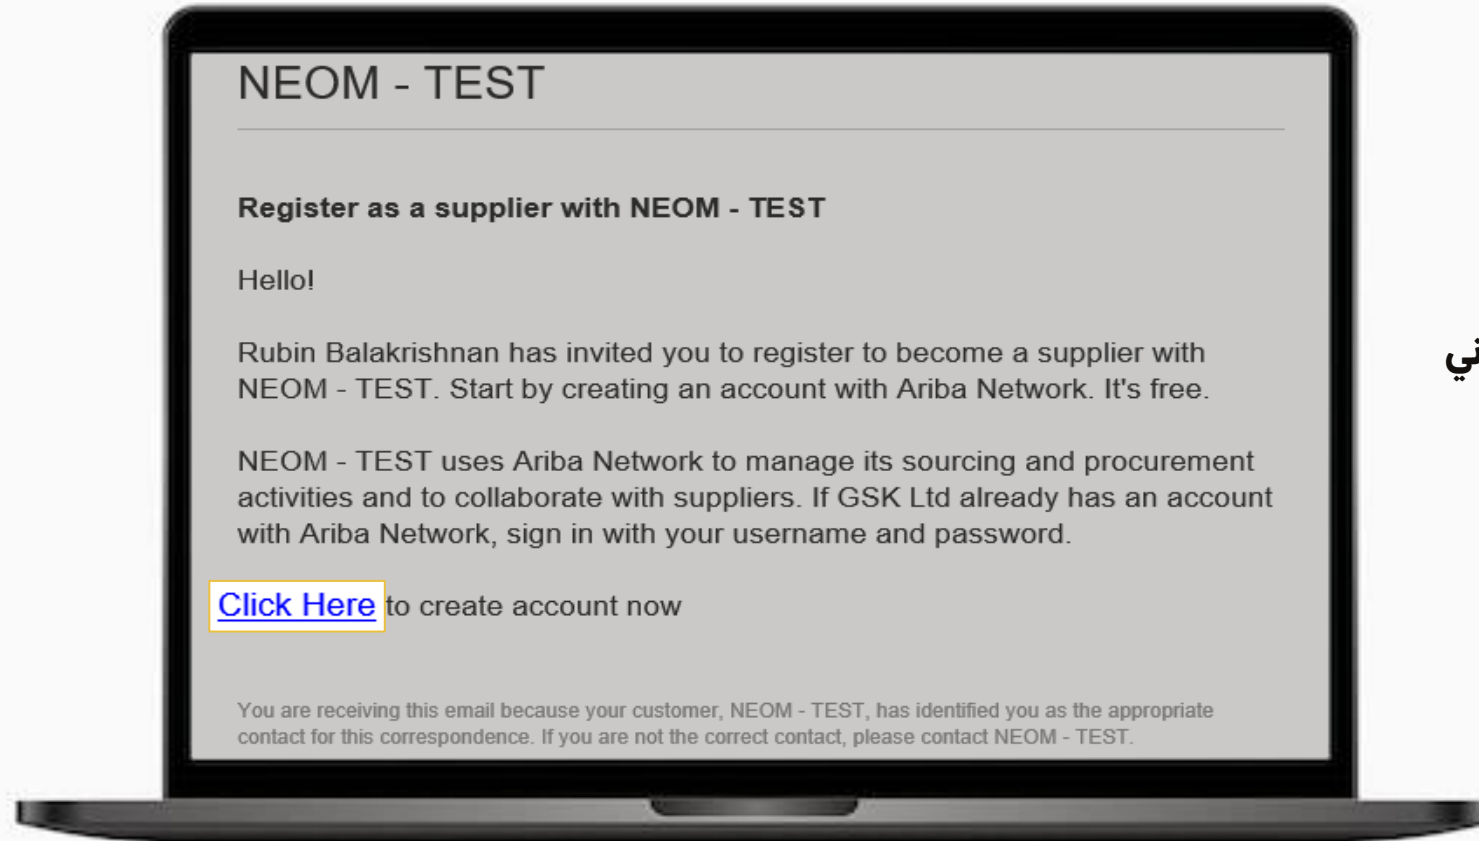 NEOM - TEST
Register as a supplier with NEOM - TEST
Hello!
Rubin Balakrishnan has invited you to register to become a supplier with
NEOM - TEST. Start by creating an account with Ariba Network. It's free.
NEOM - TEST uses Ariba Network to manage its sourcing and procurement
activities and to collaborate with suppliers. If GSK Ltd already has an account
with Ariba Network, sign in with your username and password.
Click Here to create account now
You are receiving this email because your customer, NEOM - TEST, has identified you as the appropriate
contact for this correspondence. If you are not the correct contact, please contact NEOM - TEST.